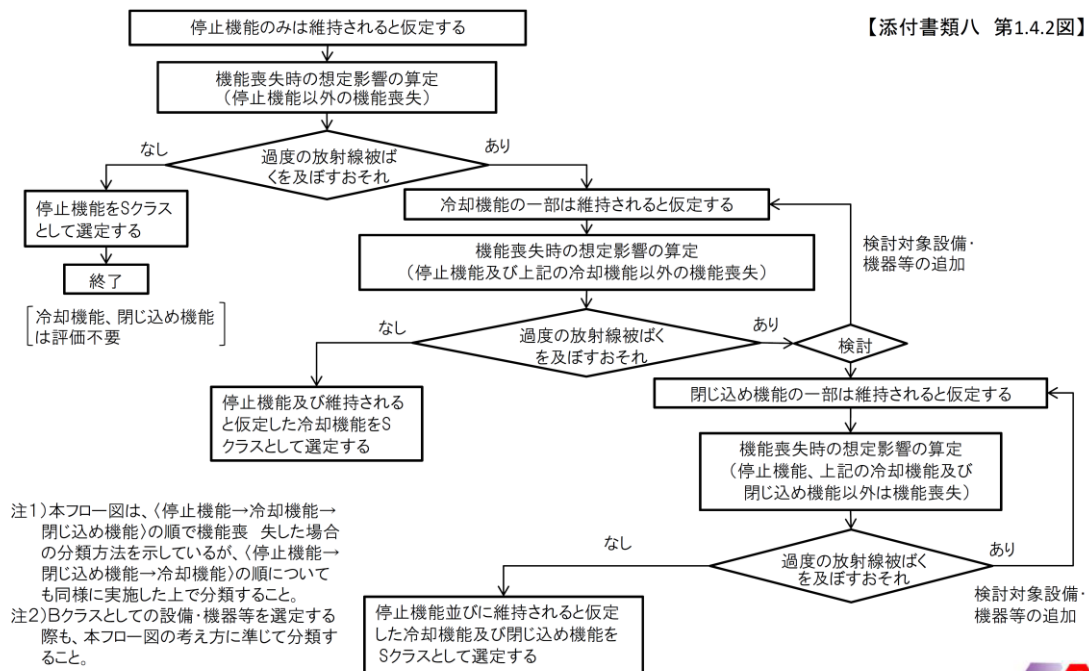 【添付書類八 第1.4.2図】
停止機能のみは維持されると仮定する
機能喪失時の想定影響の算定
(停止機能以外の機能喪失)
過度の放射線被ば
くを及ぼすおそれ
なし
あり
停止機能をSクラス
として選定する
終了
冷却機能、閉じ込め機能
は評価不要
冷却機能の一部は維持されると仮定する
機能喪失時の想定影響の算定
(停止機能及び上記の冷却機能以外の機能喪失)
検討対象設備・
機器等の追加
過度の放射線被ばく
を及ぼすおそれ
なし
あり
検討
停止機能及び維持される
と仮定した冷却機能をS
クラスとして選定する
閉じ込め機能の一部は維持されると仮定する
機能喪失時の想定影響の算定
(停止機能、上記の冷却機能及び
閉じ込め機能以外は機能喪失)
過度の放射線被ばく
を及ぼすおそれ
なし
あり
検討対象設備・
機器等の追加
停止機能並びに維持されると仮定
した冷却機能及び閉じ込め機能を
Sクラスとして選定する
注1)本フロー図は、〈停止機能→冷却機能→
閉じ込め機能〉の順で機能喪 失した場合
の分類方法を示しているが、〈停止機能→
閉じ込め機能→冷却機能〉の順について
も同様に実施した上で分類すること。
注2)Bクラスとしての設備・機器等を選定する
際も、本フロー図の考え方に準じて分類す
ること。